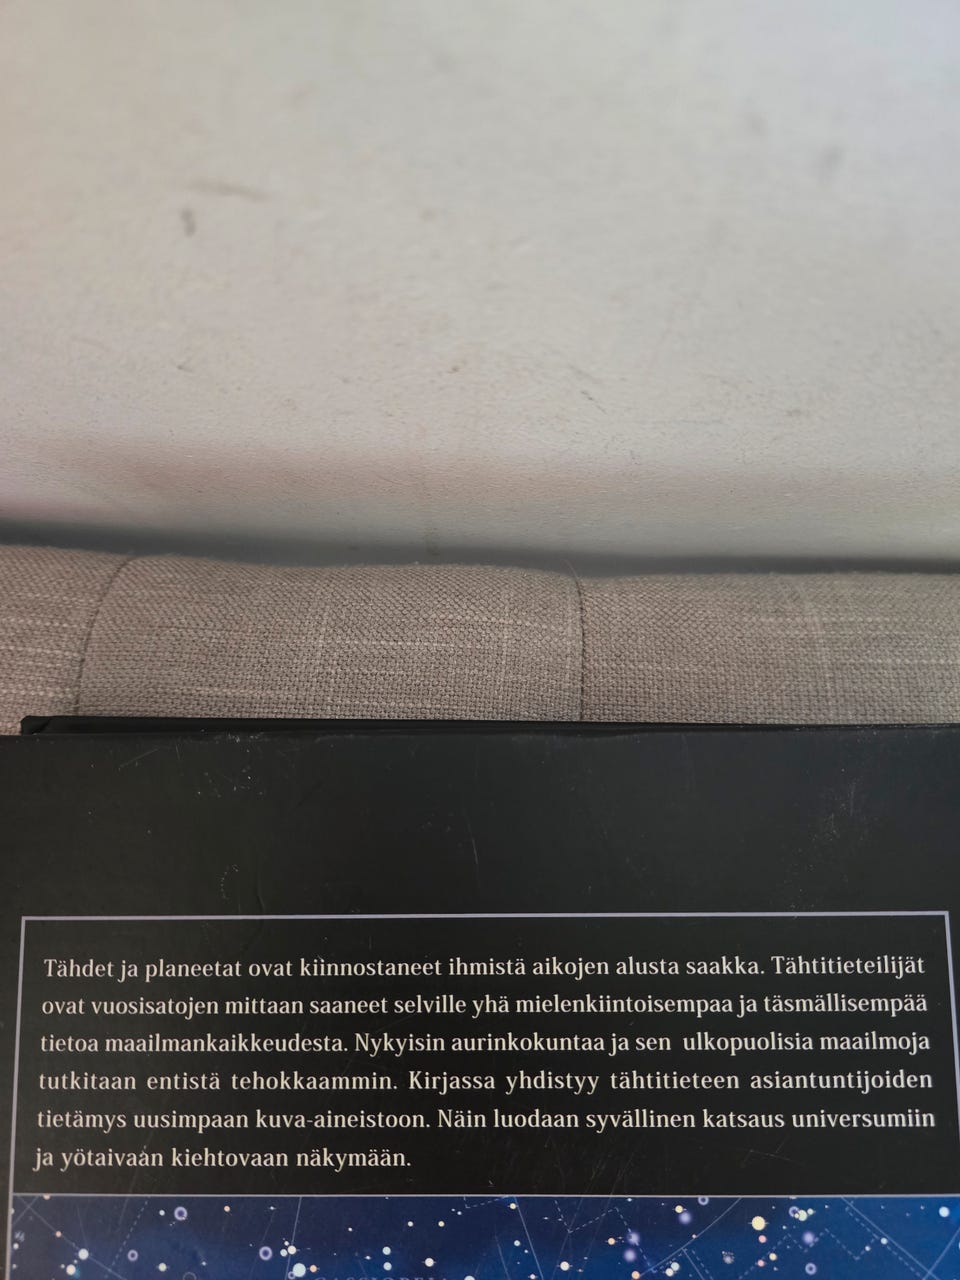 Tähdet ja planeetat ovat kiinnostaneet ihmistä aikojen alusta saakka. Tähtitieteilijät
ovat vuosisatojen mittaan saaneet selville yhä mielenkiintoisempaa ja täsmällisempää
tietoa maailmankaikkeudesta. Nykyisin aurinkokuntaa ja sen ulkopuolisia maailmoja
tutkitaan entistä tehokkaammin. Kirjassa yhdistyy tähtitieteen asiantuntijoiden
tietämys uusimpaan kuva-aineistoon. Näin luodaan syvällinen katsaus universumiin
ja yötaivaan kiehtovaan näkymään.
CASSIOPEIA